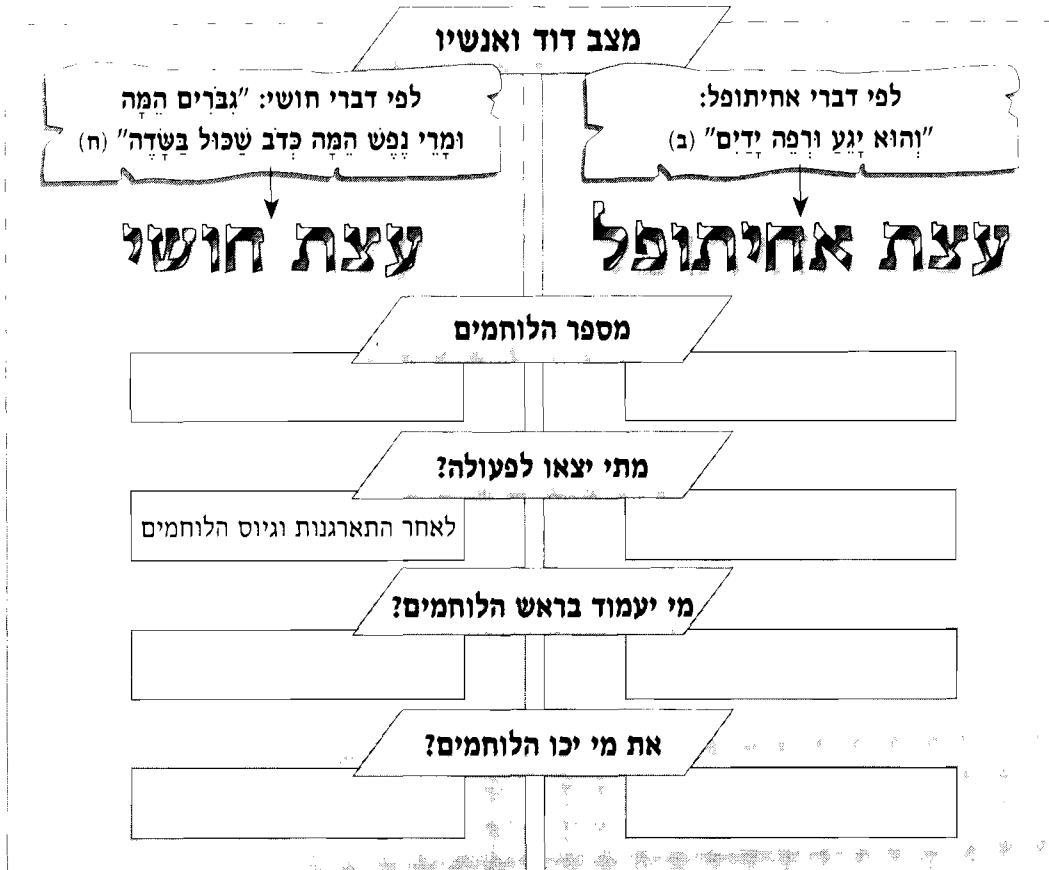 מצב דוד ואנשיו
לפי דברי אחיתופל:
"וְהוּא יָגֵעַ וּרְפֵה יָדַיִם" (ב)
לפי דברי חושי: "גִּבֹּרִים הֵמָּה
וּמָרֵי נֶפֶשׁ הֵמָּה כְּדֹב שַׁכּוּל בַּשָּׂדֶה" (ח)
עצת אחיתופל
עצת חושי
מספר הלוחמים
מתי יצאו לפעולה?
לאחר התארגנות וגיוס הלוחמים
מי יעמוד בראש הלוחמים?
את מי יכו הלוחמים?